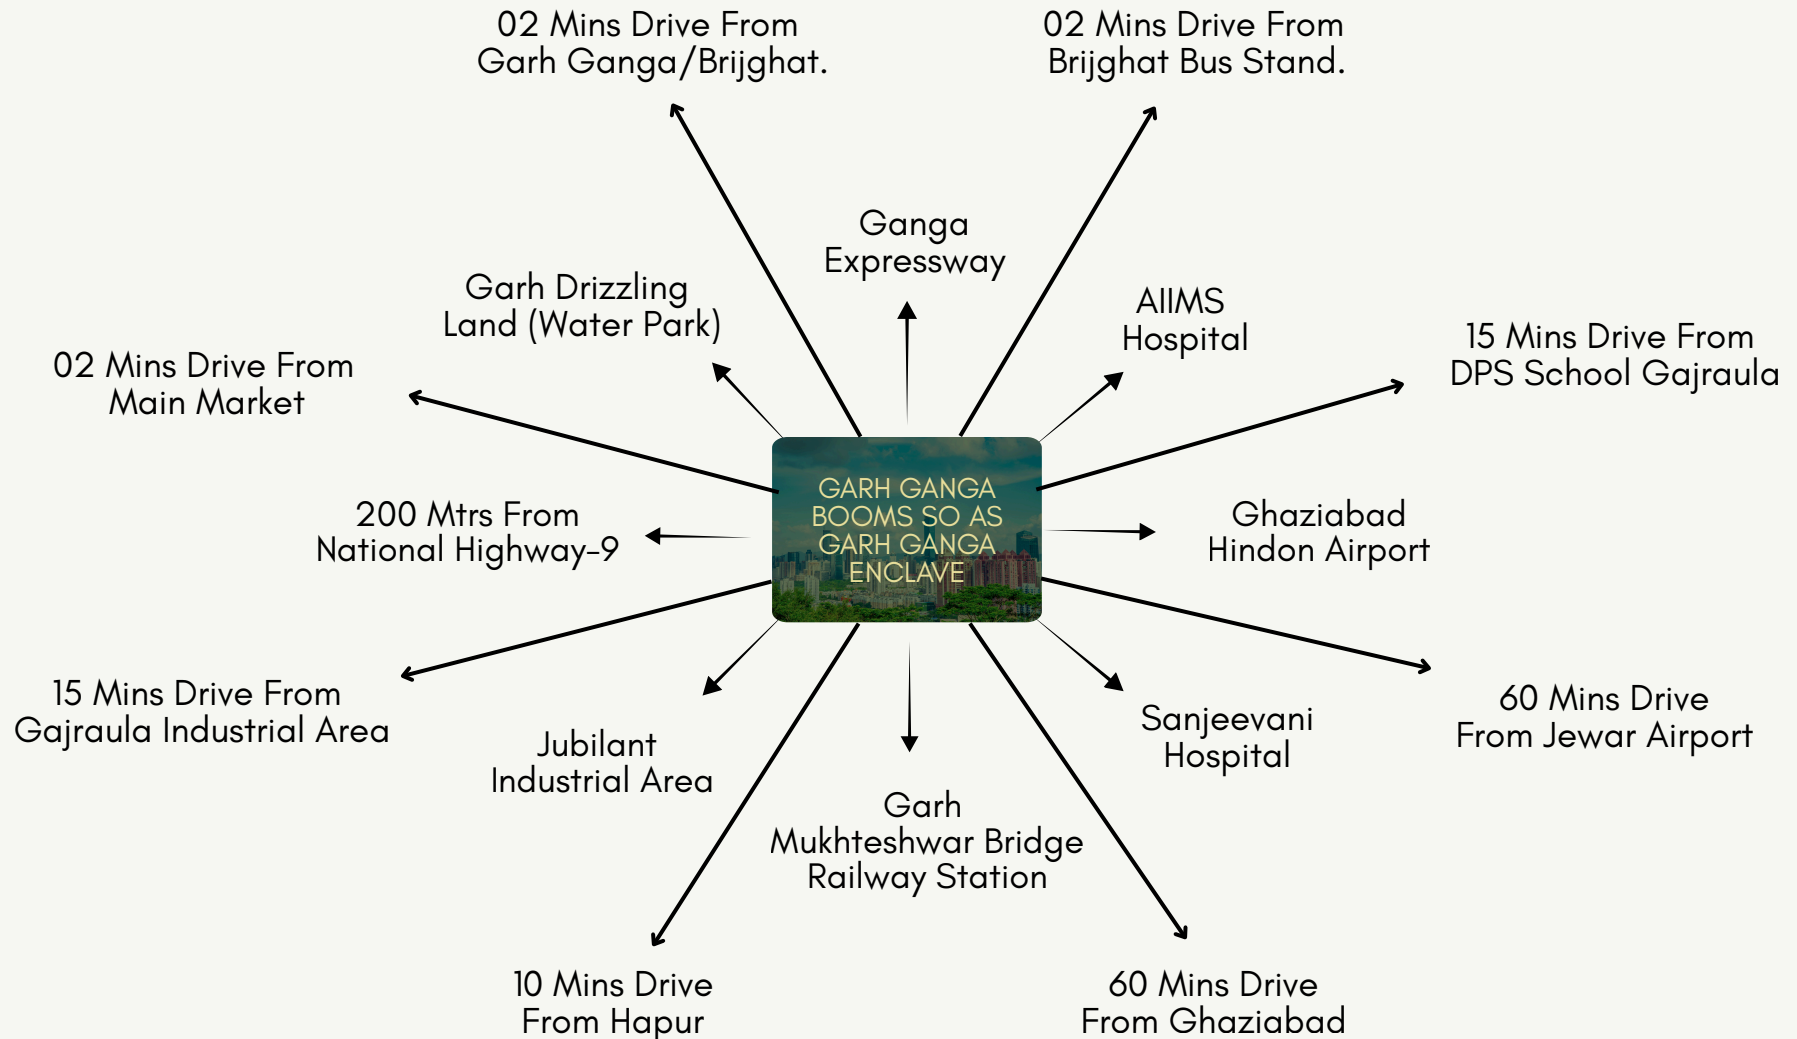 02 Mins Drive From
Garh Ganga/Brijghat.
02 Mins Drive From
Brijghat Bus Stand.
Ganga
Expressway
Garh Drizzling
Land (Water Park)
AIIMS
Hospital
15 Mins Drive From
DPS School Gajraula
02 Mins Drive From
Main Market
GARH GANGA
BOOMS SO AS
GARH GANGA
ENCLAVE
200 Mtrs From
National Highway-9
Ghaziabad
Hindon Airport
15 Mins Drive From
Gajraula Industrial Area
60 Mins Drive
From Jewar Airport
Jubilant
Industrial Area
Sanjeevani
Hospital
Garh
Mukhteshwar Bridge
Railway Station
10 Mins Drive
From Hapur
60 Mins Drive
From Ghaziabad